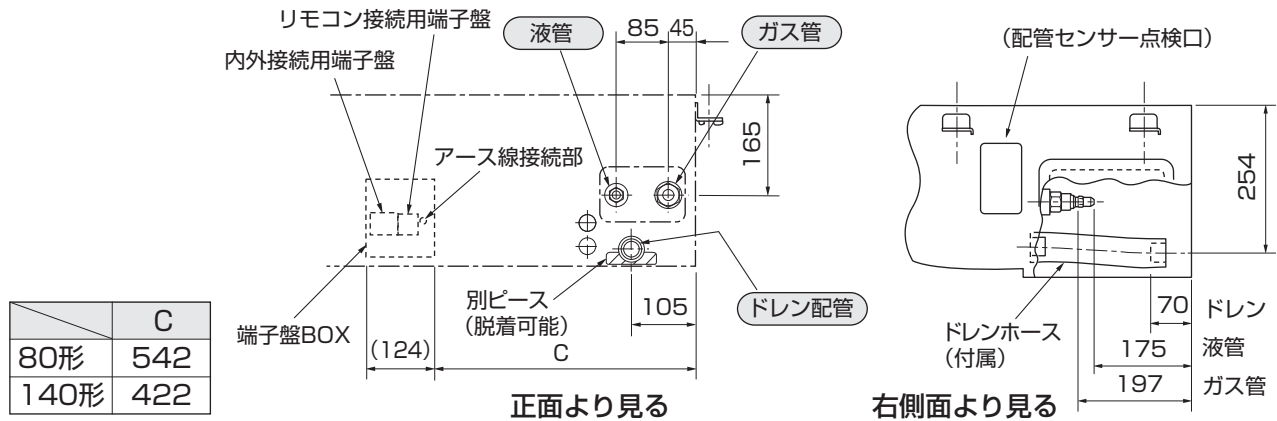 リモコン接続用端子盤
内外接続用端子盤
液管
85
45
ガス管
165
アース線接続部
別ピース
(脱着可能)
105
ドレン配管
端子盤BOX
(124)
C
正面より見る
C
80形 542
140形 422
(配管センサー点検口)
254
ドレンホース
(付属)
70 ドレン
175 液管
197 ガス管
右側面より見る